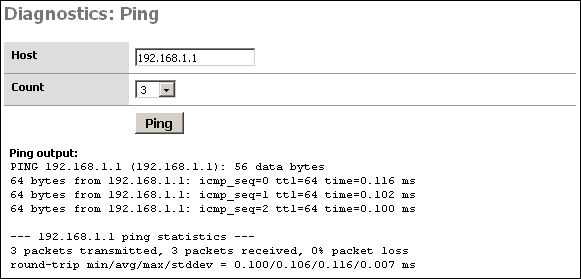 Diagnostics: Ping
Host
192.168.1.1
Count
3
Ping
Ping output:
PING 192.168.1.1 (192.168.1.1): 56 data bytes
64 bytes from 192.168.1.1: icmp_seq=0 ttl=64 time=0.116 ms
64 bytes from 192.168.1.1: icmp_seq=1 ttl=64 time=0.102 ms
64 bytes from 192.168.1.1: icmp_seq=2 ttl=64 time=0.100 ms
--- 192.168.1.1 ping statistics ---
3 packets transmitted, 3 packets received, 0% packet loss
round-trip min/avg/max/stddev = 0.100/0.106/0.116/0.007 ms